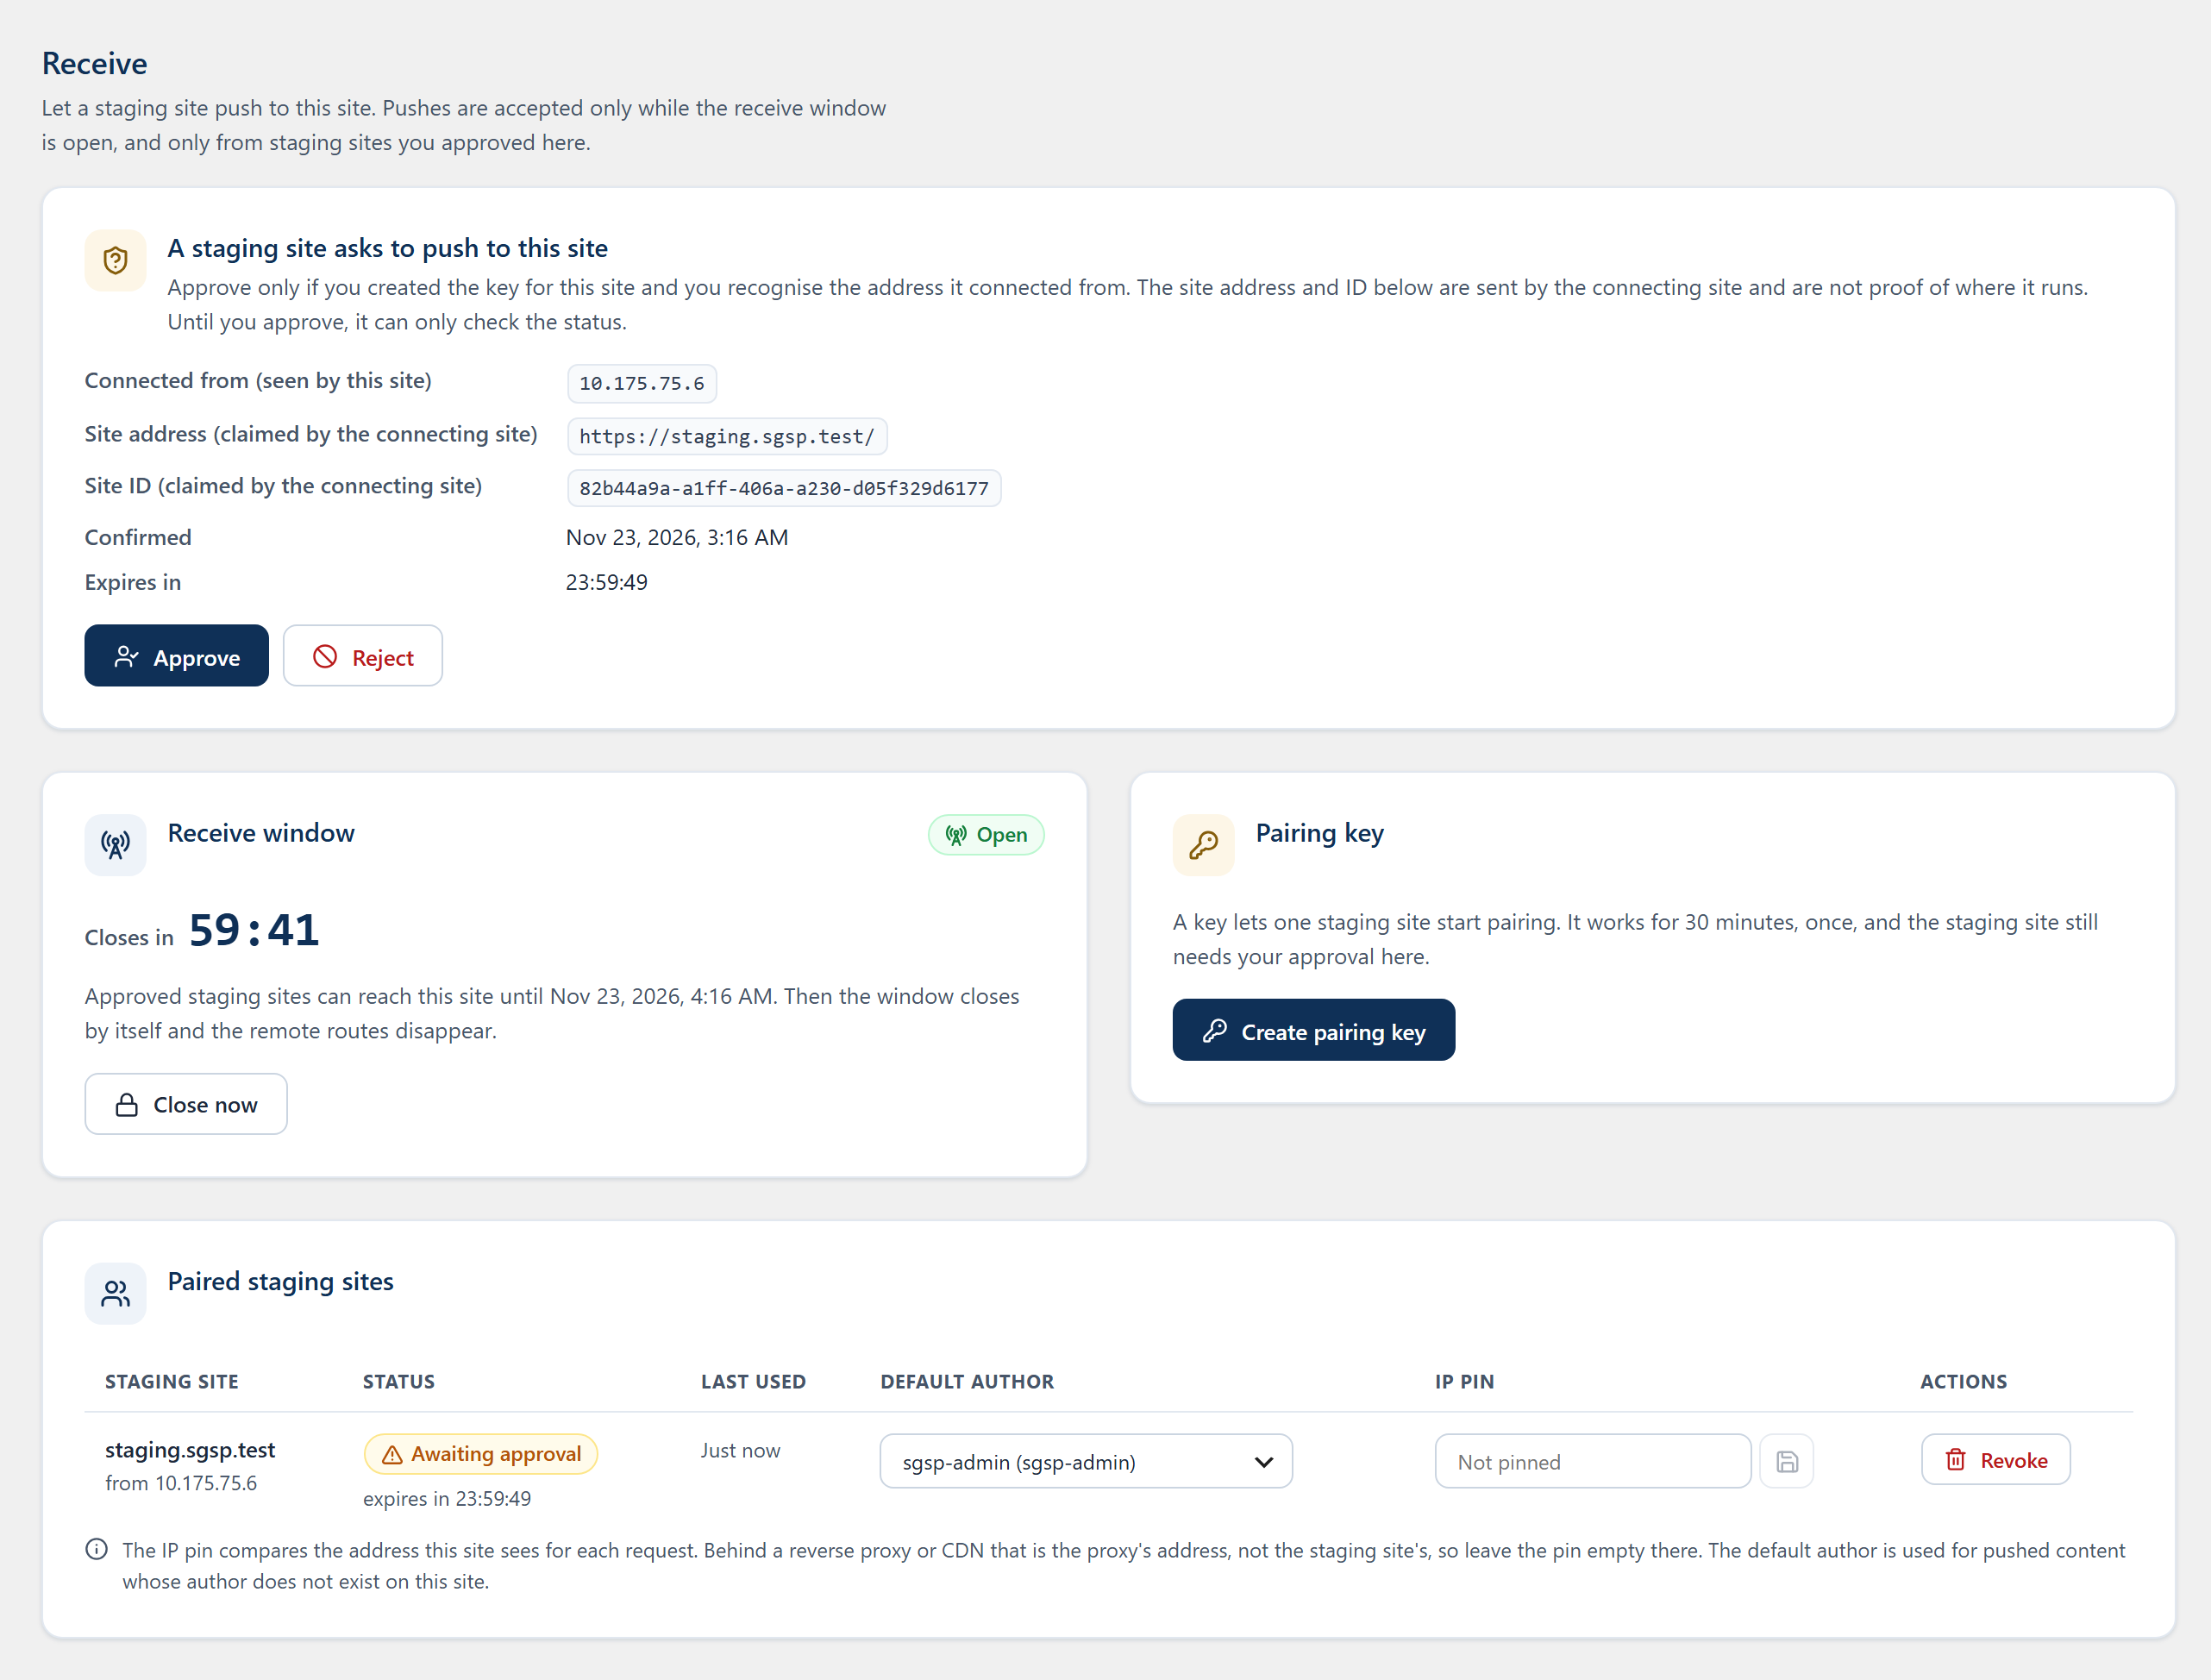 Receive
Let a staging site push to this site. Pushes are accepted only while the receive window
is open, and only from staging sites you approved here.
A staging site asks to push to this site
Approve only if you created the key for this site and you recognise the address it connected from. The site address and ID below are sent by the connecting site and are not proof of where it runs.
Until you approve, it can only check the status.
Connected from (seen by this site) 10.175.75.6
Site address (claimed by the connecting site) https://staging.sgsp.test/
Site ID (claimed by the connecting site) 82b44a9a-a1ff-406a-a230-d05f329d6177
Confirmed Nov 23, 2026, 3:16 AM
Expires in 23:59:49
Approve Reject
Receive window Open
Closes in 59:41
Approved staging sites can reach this site until Nov 23, 2026, 4:16 AM. Then the window closes
by itself and the remote routes disappear.
Close now
Pairing key
A key lets one staging site start pairing. It works for 30 minutes, once, and the staging site still
needs your approval here.
Create pairing key
Paired staging sites
STAGING SITE STATUS LAST USED DEFAULT AUTHOR IP PIN ACTIONS
staging.sgsp.test Awaiting approval Just now sgsp-admin (sgsp-admin) Not pinned Revoke
from 10.175.75.6 expires in 23:59:49
The IP pin compares the address this site sees for each request. Behind a reverse proxy or CDN that is the proxy's address, not the staging site's, so leave the pin empty there. The default author is used for pushed content
whose author does not exist on this site.